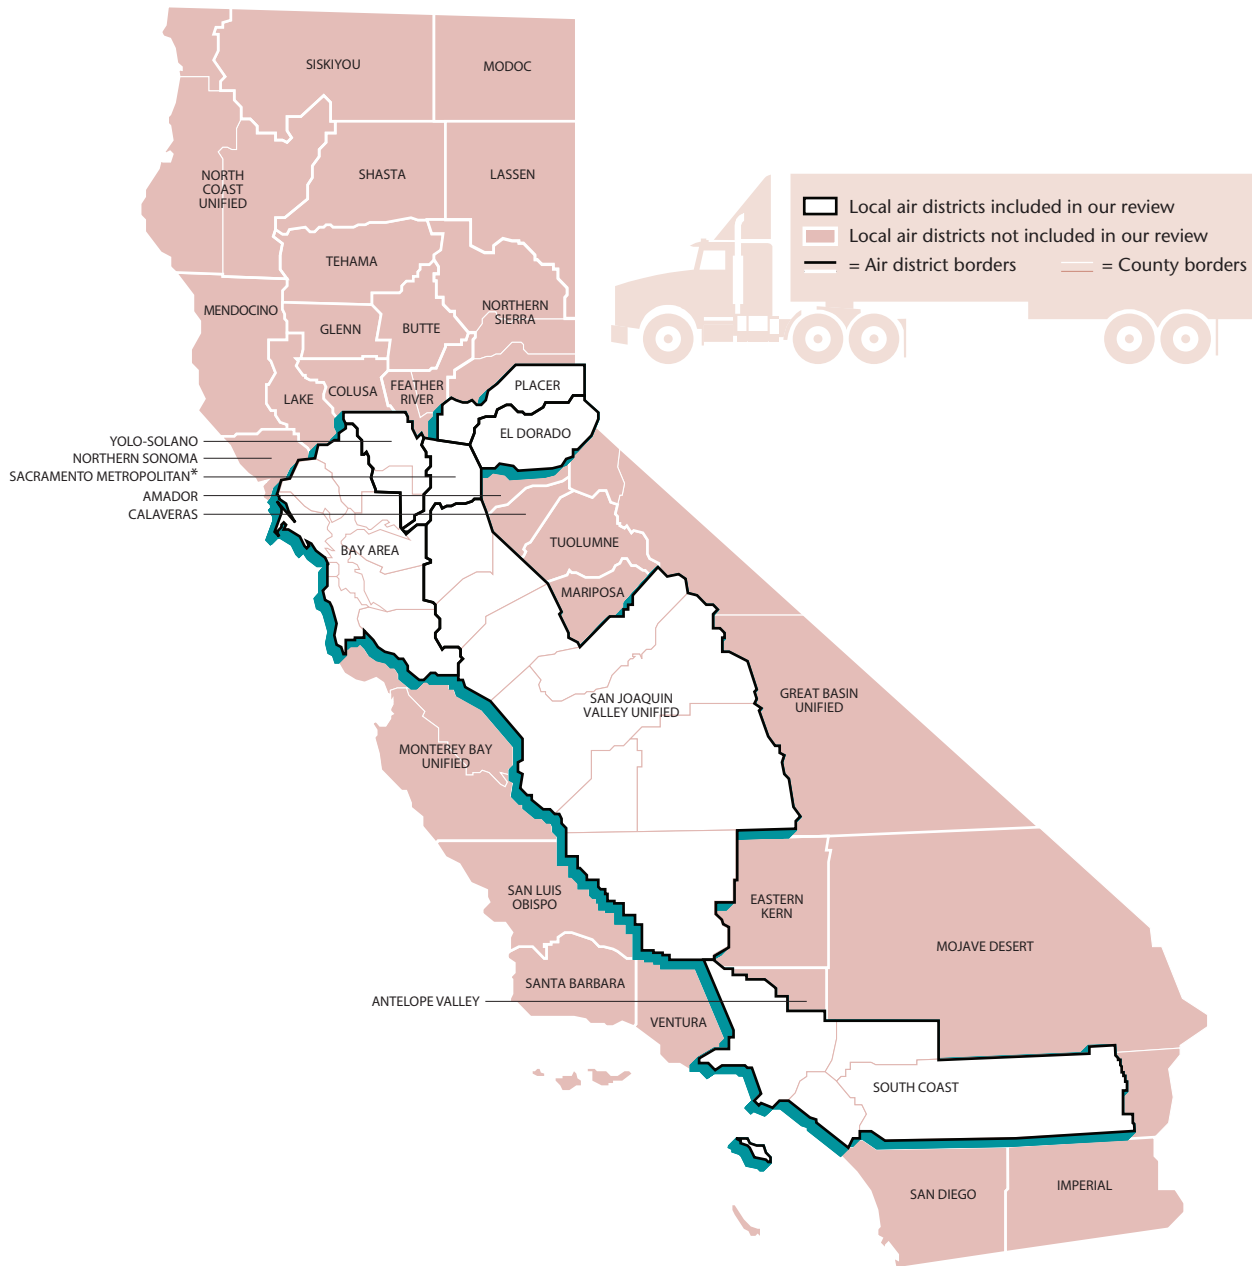 SISKIYOU
MODOC
NORTH
COAST
UNIFIED
SHASTA
LASSEN
Local air districts included in our review
Local air districts not included in our review
= Air district borders
= County borders
TEHAMA
MENDOCINO
NORTHERN
SIERRA
GLENN
BUTTE
LAKE
COLUSA
FEATHER
RIVER
PLACER
EL DORADO
YOLO-SOLANO
NORTHERN SONOMA
SACRAMENTO METROPOLITAN*
AMADOR
CALAVERAS
BAY AREA
TUOLUMNE
MARIPOSA
SAN JOAQUIN
VALLEY UNIFIED
GREAT BASIN
UNIFIED
MONTEREY BAY
UNIFIED
SAN LUIS
OBISPO
EASTERN
KERN
MOJAVE DESERT
SANTA BARBARA
ANTELOPE VALLEY
VENTURA
SOUTH COAST
SAN DIEGO
IMPERIAL